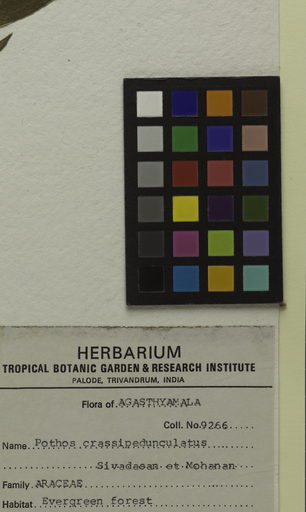 HERBARIUM
TROPICAL BOTANIC GARDEN & RESEARCH INSTITUTE
PALODE, TRIVANDRUM, INDIA
Flora of AGASTHYAMALA
Coll. No. 9266
Name Pothos crassipedunculatus
Sivadasan et Mohanan
Family ARACEAE
Habitat Evergreen forest